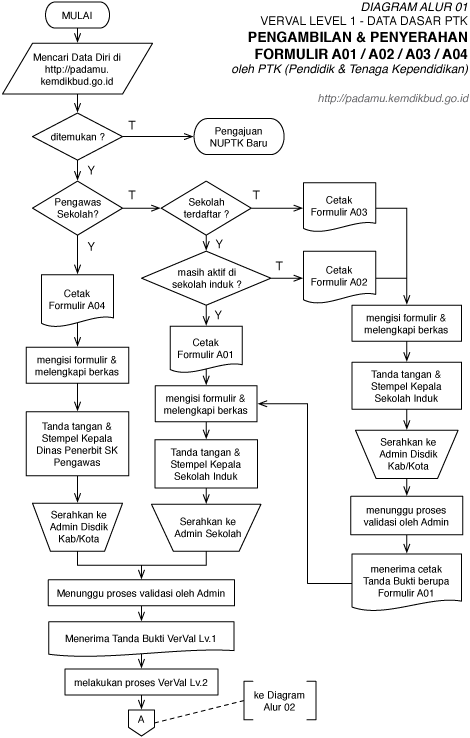 DIAGRAM ALUR 01
VERVAL LEVEL 1 - DATA DASAR PTK
PENGAMBILAN & PENYERAHAN
FORMULIR A01 / A02 / A03 / A04
oleh PTK (Pendidik & Tenaga Kependidikan)
http://padamu.kemdikbud.go.id
MULAI
Mencari Data Diri di
http://padamu.
kemdikbud.go.id
ditemukan ?
T
Pengajuan
NUPTK Baru
Y
Pengawas
Sekolah?
T
Sekolah
terdaftar ?
T
Cetak
Formulir A03
Y
Y
masih aktif di
sekolah induk ?
T
Cetak
Formulir A02
Cetak
Formulir A04
Y
Cetak
Formulir A01
mengisi formulir &
melengkapi berkas
mengisi formulir &
melengkapi berkas
mengisi formulir &
melengkapi berkas
Tanda tangan &
Stempel Kepala
Sekolah Induk
Tanda tangan &
Stempel Kepala
Dinas Penerbit SK
Pengawas
Tanda tangan &
Stempel Kepala
Sekolah Induk
Serahkan ke
Admin Disdik
Kab/Kota
Serahkan ke
Admin Disdik
Kab/Kota
Serahkan ke
Admin Sekolah
menunggu proses
validasi oleh Admin
menerima cetak
Tanda Bukti berupa
Formulir A01
Menunggu proses validasi oleh Admin
Menerima Tanda Bukti VerVal Lv.1
melakukan proses VerVal Lv.2
A
ke Diagram
Alur 02